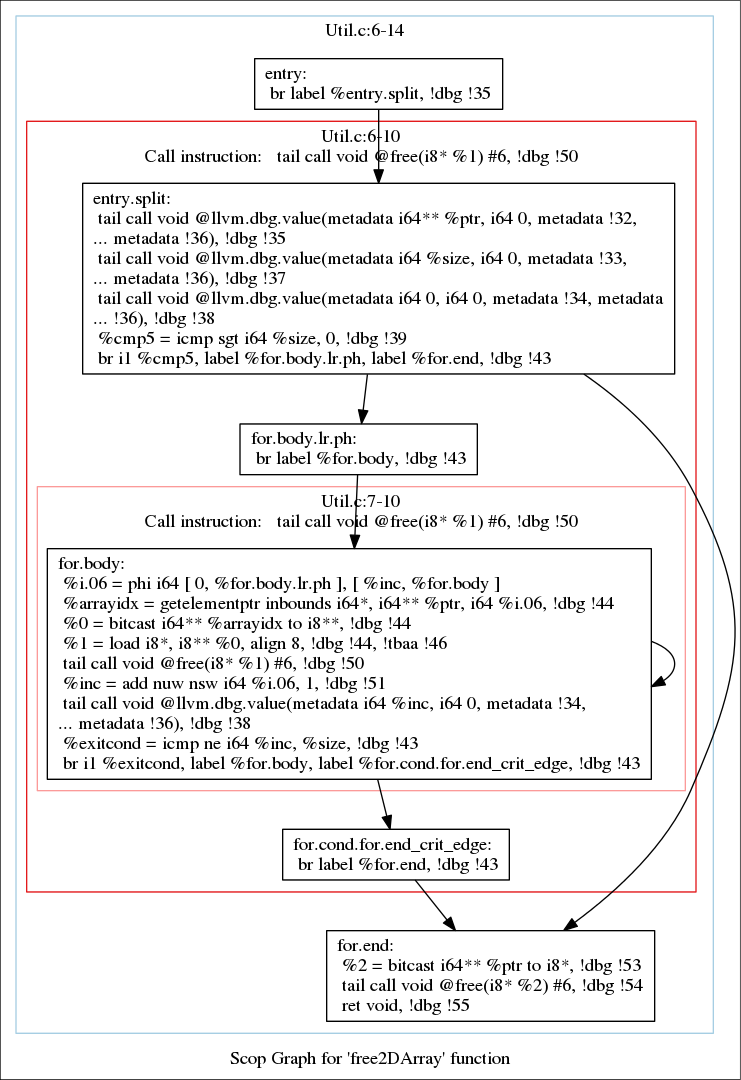 Util.c:6-14
entry:
br label %entry.split, !dbg !35
Util.c:6-10
Call instruction:   tail call void @free(i8* %1) #6, !dbg !50
entry.split:
tail call void @llvm.dbg.value(metadata i64** %ptr, i64 0, metadata !32,
... metadata !36), !dbg !35
tail call void @llvm.dbg.value(metadata i64 %size, i64 0, metadata !33,
... metadata !36), !dbg !37
tail call void @llvm.dbg.value(metadata i64 0, i64 0, metadata !34, metadata
... !36), !dbg !38
%cmp5 = icmp sgt i64 %size, 0, !dbg !39
br i1 %cmp5, label %for.body.lr.ph, label %for.end, !dbg !43
for.body.lr.ph:
br label %for.body, !dbg !43
Util.c:7-10
Call instruction:   tail call void @free(i8* %1) #6, !dbg !50
for.body:
%i.06 = phi i64 [ 0, %for.body.lr.ph ], [ %inc, %for.body ]
%arrayidx = getelementptr inbounds i64*, i64** %ptr, i64 %i.06, !dbg !44
%0 = bitcast i64** %arrayidx to i8**, !dbg !44
%1 = load i8*, i8** %0, align 8, !dbg !44, !tbaa !46
tail call void @free(i8* %1) #6, !dbg !50
%inc = add nuw nsw i64 %i.06, 1, !dbg !51
tail call void @llvm.dbg.value(metadata i64 %inc, i64 0, metadata !34,
... metadata !36), !dbg !38
%exitcond = icmp ne i64 %inc, %size, !dbg !43
br i1 %exitcond, label %for.body, label %for.cond.for.end_crit_edge, !dbg !43
for.cond.for.end_crit_edge:
br label %for.end, !dbg !43
for.end:
%2 = bitcast i64** %ptr to i8*, !dbg !53
tail call void @free(i8* %2) #6, !dbg !54
ret void, !dbg !55
Scop Graph for 'free2DArray' function